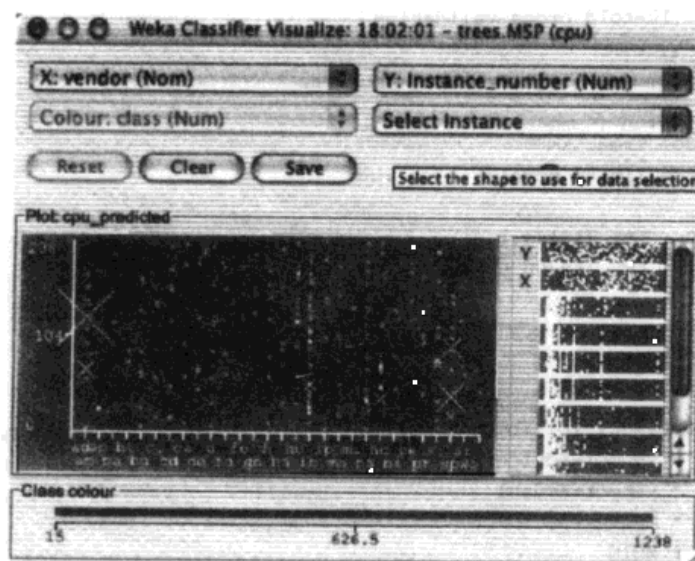 Weka Classifier Visualize: 18:02:01 - trees.M5P (cpu)
X: vendor (Nom) Y: Instance_number (Num)
Colour: class (Num) Select Instance
Reset Clear Save Select the shape to use for data selection
Plot: cpu_predicted
Y
X
104
Class colour
15 626.5 1238